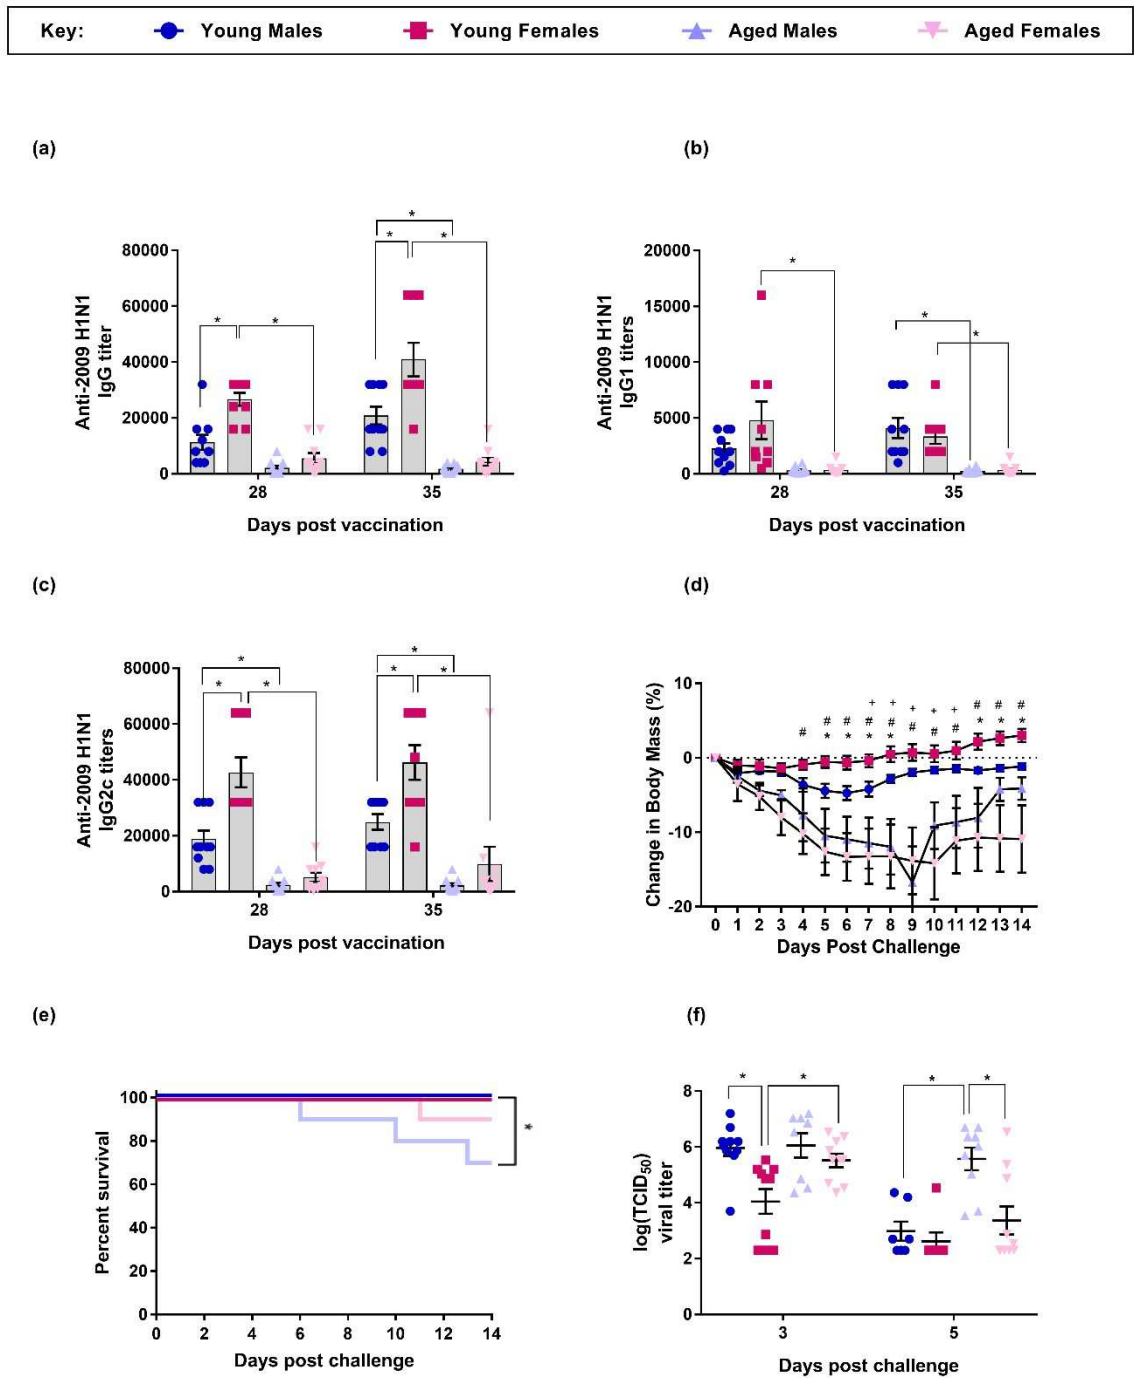 Key: Young Males Young Females Aged Males Aged Females
(a)
Anti-2009 H1N1
IgG titer
80000
60000
40000
20000
0
* * * * *
28 35
Days post vaccination
(b)
Anti-2009 H1N1
IgG1 titers
20000
15000
10000
5000
0
* * *
28 35
Days post vaccination
(c)
Anti-2009 H1N1
IgG2c titers
80000
60000
40000
20000
0
* * * * * *
28 35
Days post vaccination
(d)
Change in Body Mass (%)
10
0
-10
-20
+ + + + +
# # # # # # # # # # #
* * * * * * *
0 1 2 3 4 5 6 7 8 9 10 11 12 13 14
Days Post Challenge
(e)
Percent survival
100
80
60
40
20
0
*
0 2 4 6 8 10 12 14
Days post challenge
(f)
log(TCID50)
viral titer
8
6
4
2
0
* * * *
3 5
Days post challenge